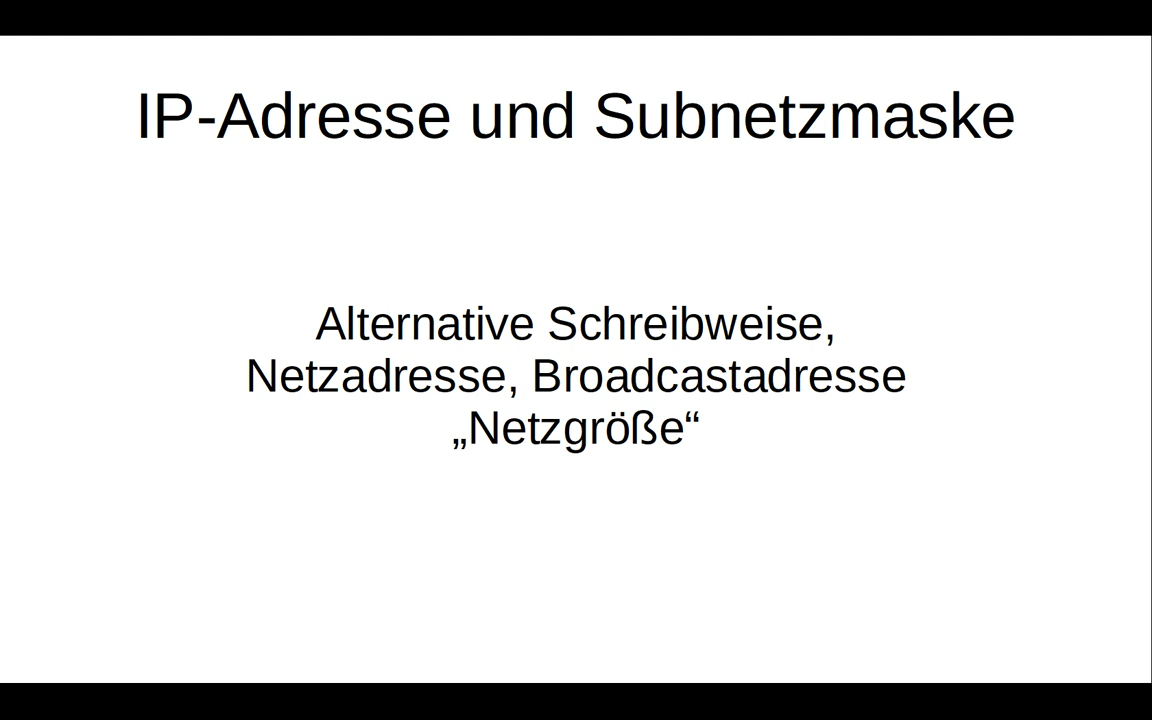 IP-Adresse und Subnetzmaske
Alternative Schreibweise,
Netzadresse, Broadcastadresse
„Netzgröße“